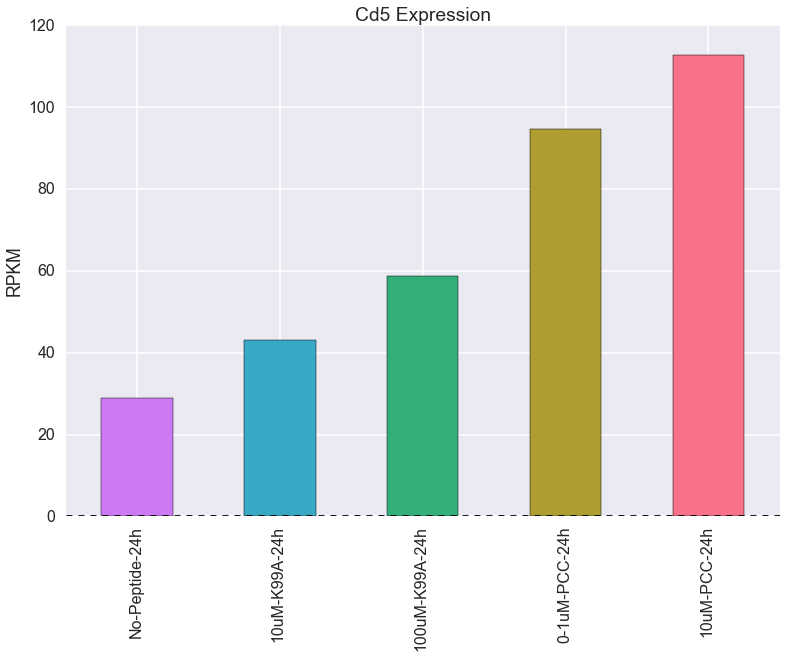 Cd5 Expression
RPKM
120
100
80
60
40
20
0
No-Peptide-24h
10uM-K99A-24h
100uM-K99A-24h
0-1uM-PCC-24h
10uM-PCC-24h